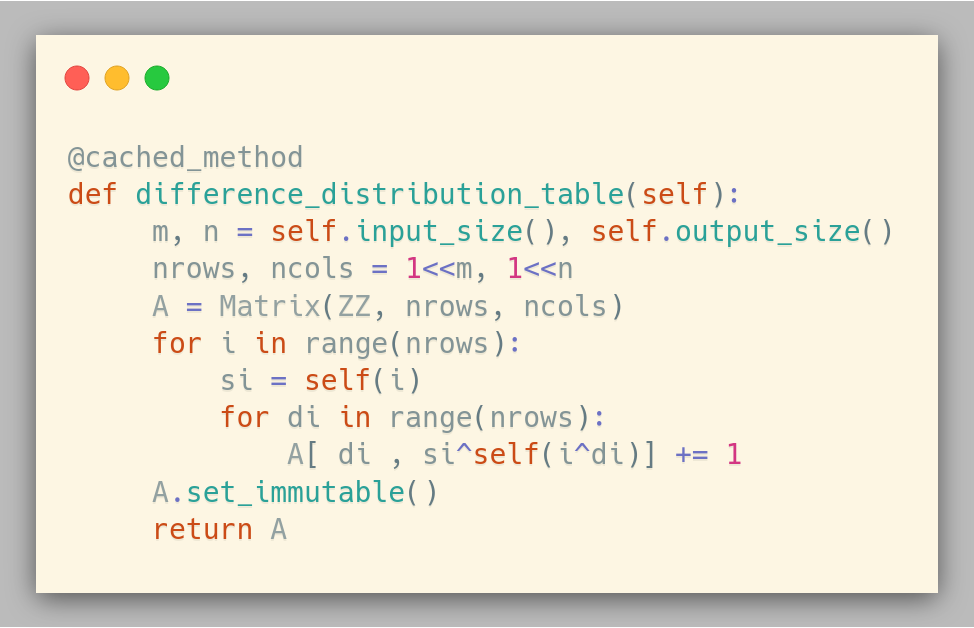 @cached_method
def difference_distribution_table(self):
     m, n = self.input_size(), self.output_size()
     nrows, ncols = 1<<m, 1<<n
     A = Matrix(ZZ, nrows, ncols)
     for i in range(nrows):
         si = self(i)
         for di in range(nrows):
             A[ di , si^self(i^di)] += 1
     A.set_immutable()
     return A